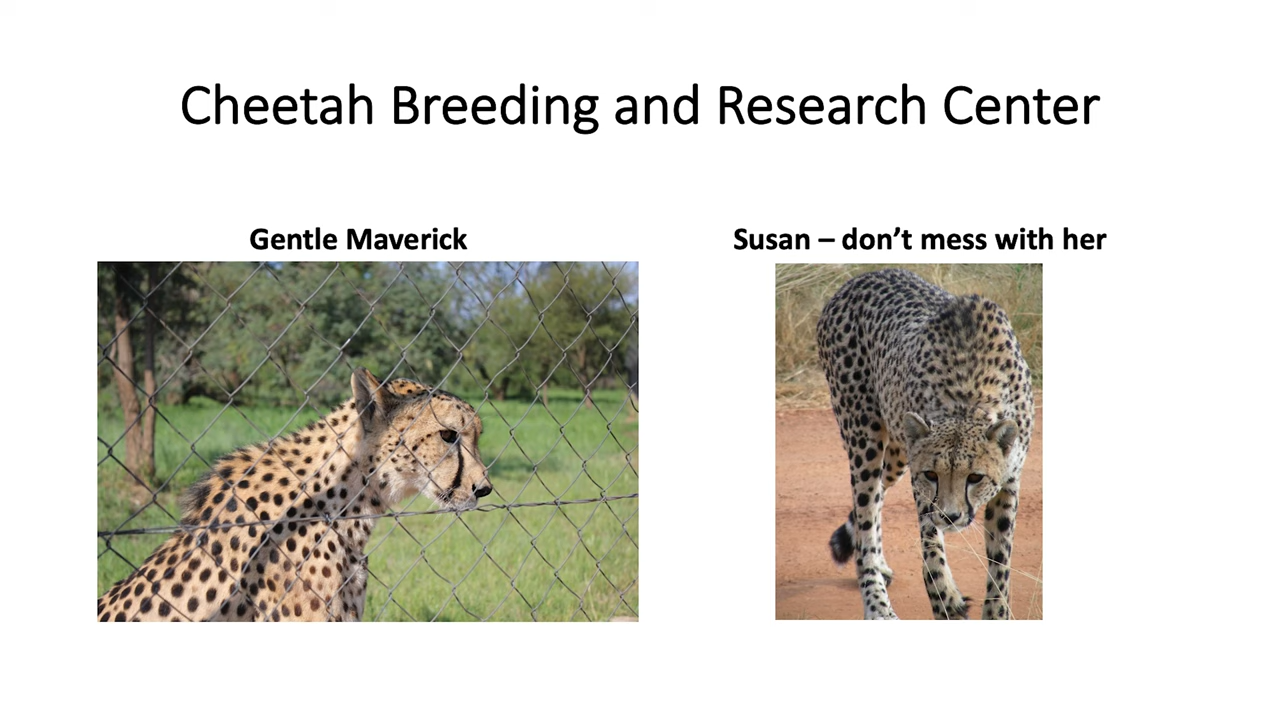 Cheetah Breeding and Research Center
Gentle Maverick
Susan – don’t mess with her